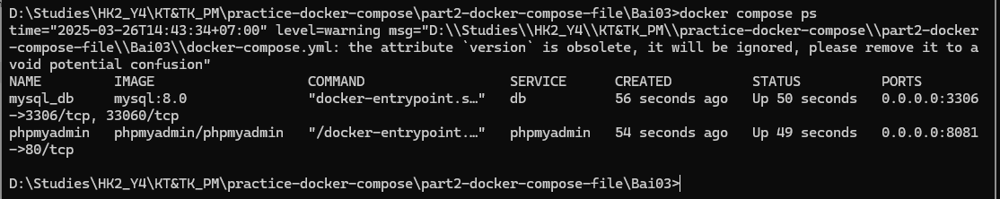 D:\Studies\HK2_Y4\KT&TK_PM\practice-docker-compose\part2-docker-compose-file\Bai03>docker compose ps
time="2025-03-26T14:43:34+07:00" level=warning msg="D:\\Studies\\HK2_Y4\\KT&TK_PM\\practice-docker-compose\\part2-docker
-compose-file\\Bai03\\docker-compose.yml: the attribute `version` is obsolete, it will be ignored, please remove it to a
void potential confusion"
NAME         IMAGE                   COMMAND                  SERVICE      CREATED          STATUS          PORTS
mysql_db     mysql:8.0               "docker-entrypoint.s…"   db           56 seconds ago   Up 50 seconds   0.0.0.0:3306
->3306/tcp, 33060/tcp
phpmyadmin   phpmyadmin/phpmyadmin   "/docker-entrypoint.…"   phpmyadmin   54 seconds ago   Up 49 seconds   0.0.0.0:8081
->80/tcp
D:\Studies\HK2_Y4\KT&TK_PM\practice-docker-compose\part2-docker-compose-file\Bai03>